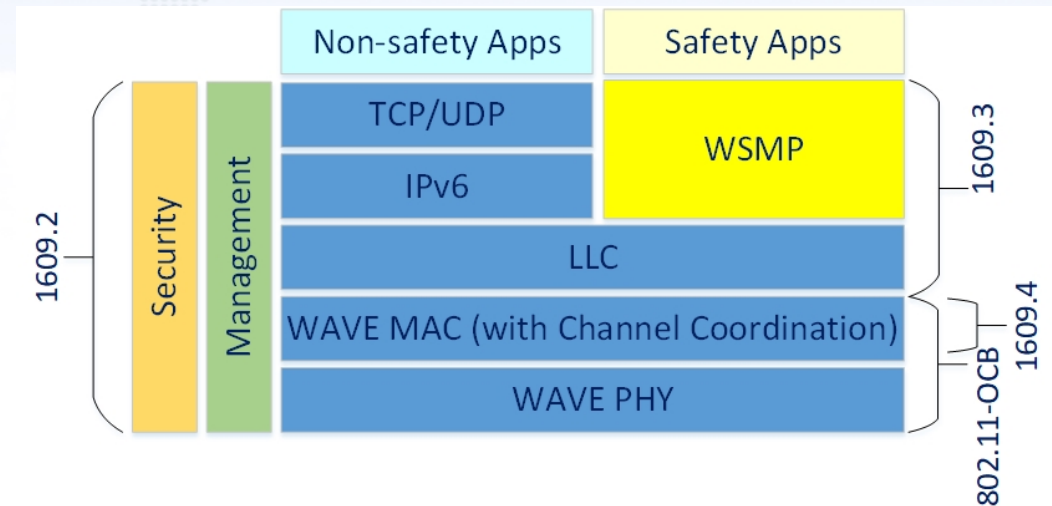 Non-safety Apps
Safety Apps
1609.2
Security
Management
TCP/UDP
IPv6
WSMP
1609.3
LLC
WAVE MAC (with Channel Coordination)
1609.4
WAVE PHY
802.11-OCB